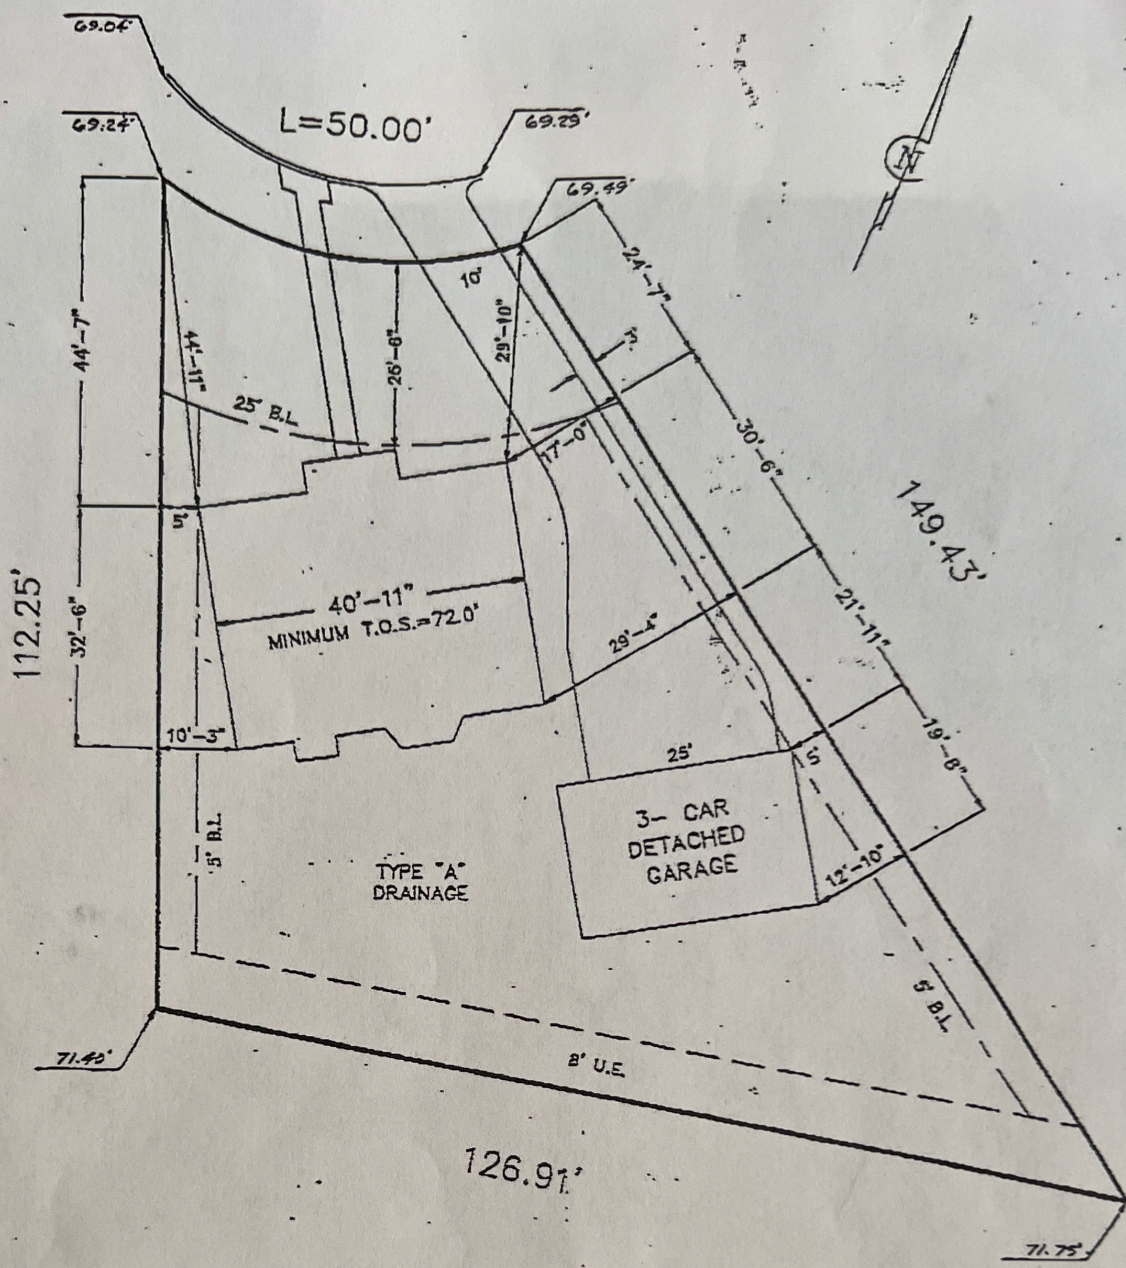 69.04'
L=50.00'
69.24'
69.29'
69.49'
N
24'-7"
10'
44'-7"
44'-11"
26'-6"
29'-10"
3'
25' B.L.
17'-0"
30'-6"
149.43'
5'
40'-11"
MINIMUM T.O.S.=72.0'
21'-11"
112.25'
32'-6"
29'-4"
10'-3"
25'
5'
19'-8"
3- CAR
DETACHED
GARAGE
5' B.L.
TYPE "A"
DRAINAGE
12'-10"
5' B.L.
71.40'
8' U.E.
126.91'
71.75'